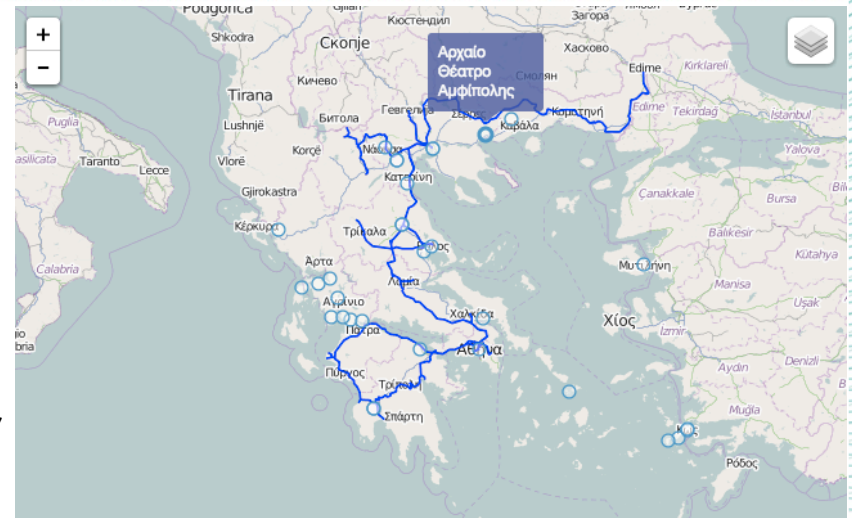 Podgorica
Кюстендил
Загора
+
Shkodra
Скопје
Хасково
Αρχαίο
Θέατρο
Αμφίπολης
−
Кичево
Смолян
Edirne
Kırklareli
Tirana
Битола
Гевгелија
Σέρρες
Κομοτηνή
Edirne
Tekirdağ
İstanbul
Puglia
Lushnjë
Καβάλα
Νάουσα
Korçë
Yalova
Taranto
Lecce
Vlorë
Κατερίνη
Gjirokastra
Çanakkale
Bursa
Κέρκυρα
Τρίκαλα
Βόλος
Balıkesir
Kütahya
Calabria
Άρτα
Μυτιλήνη
Λαμία
Manisa
Αγρίνιο
Uşak
Χαλκίδα
Χίος
Πάτρα
İzmir
Αθήνα
Denizli
Πύργος
Aydın
Τρίπολη
Muğla
Σπάρτη
Κως
Ρόδος